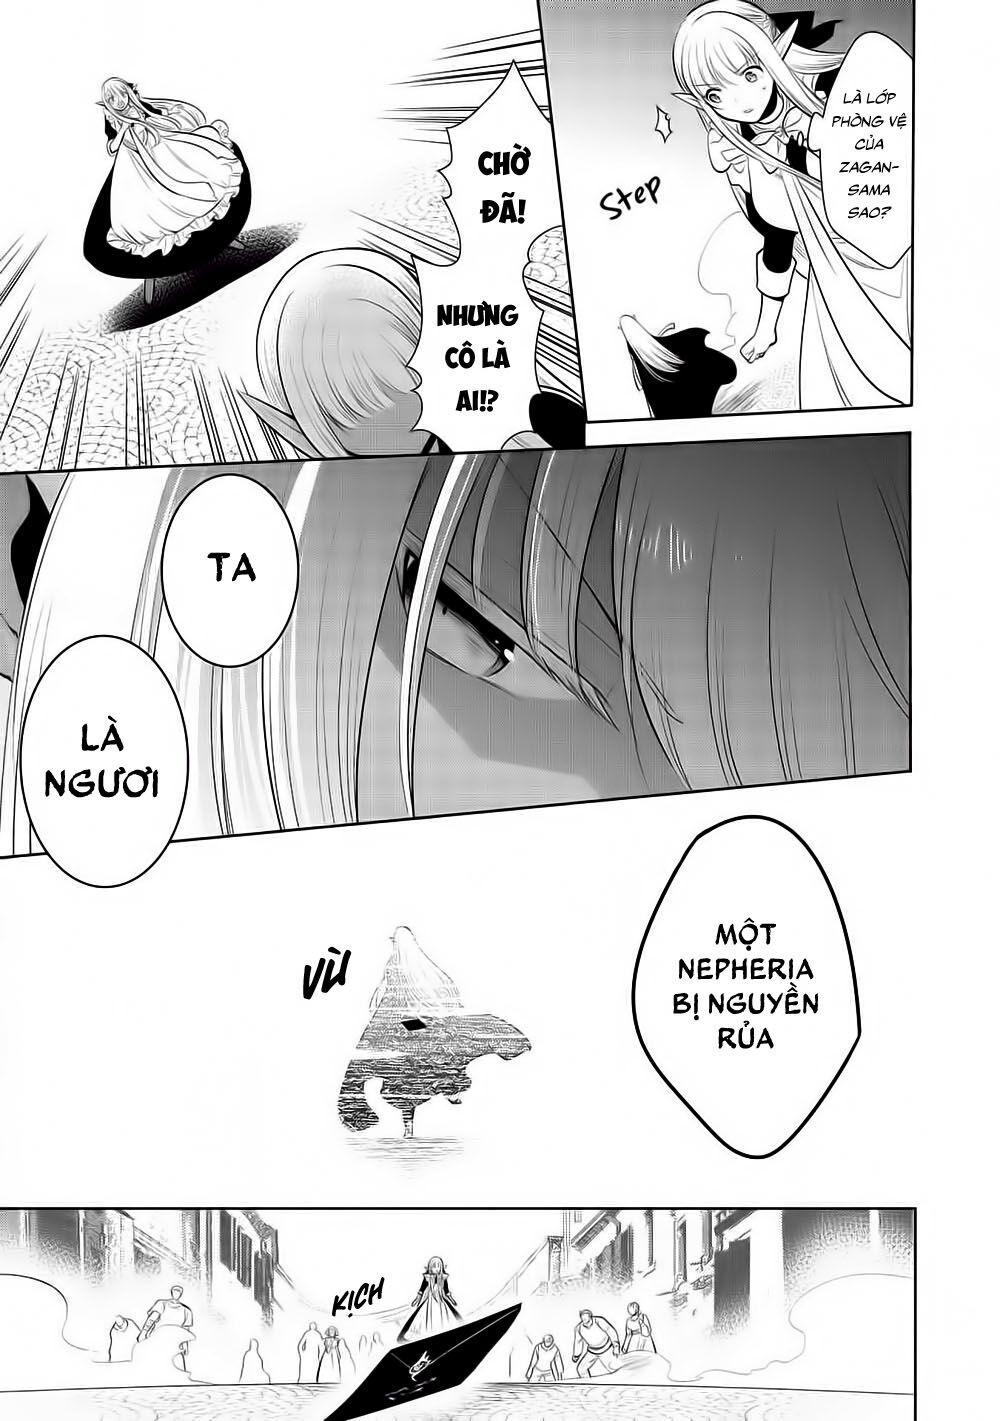 LÀ LỚP
PHÒNG VỆ
CỦA
ZAGAN-
SAMA
SAO?
Step
CHỜ
ĐÃ!
NHƯNG
CÔ LÀ
AI!?
TA
LÀ
NGƯƠI
MỘT
NEPHERIA
BỊ NGUYỀN
RỦA
VÙ
KỊCH